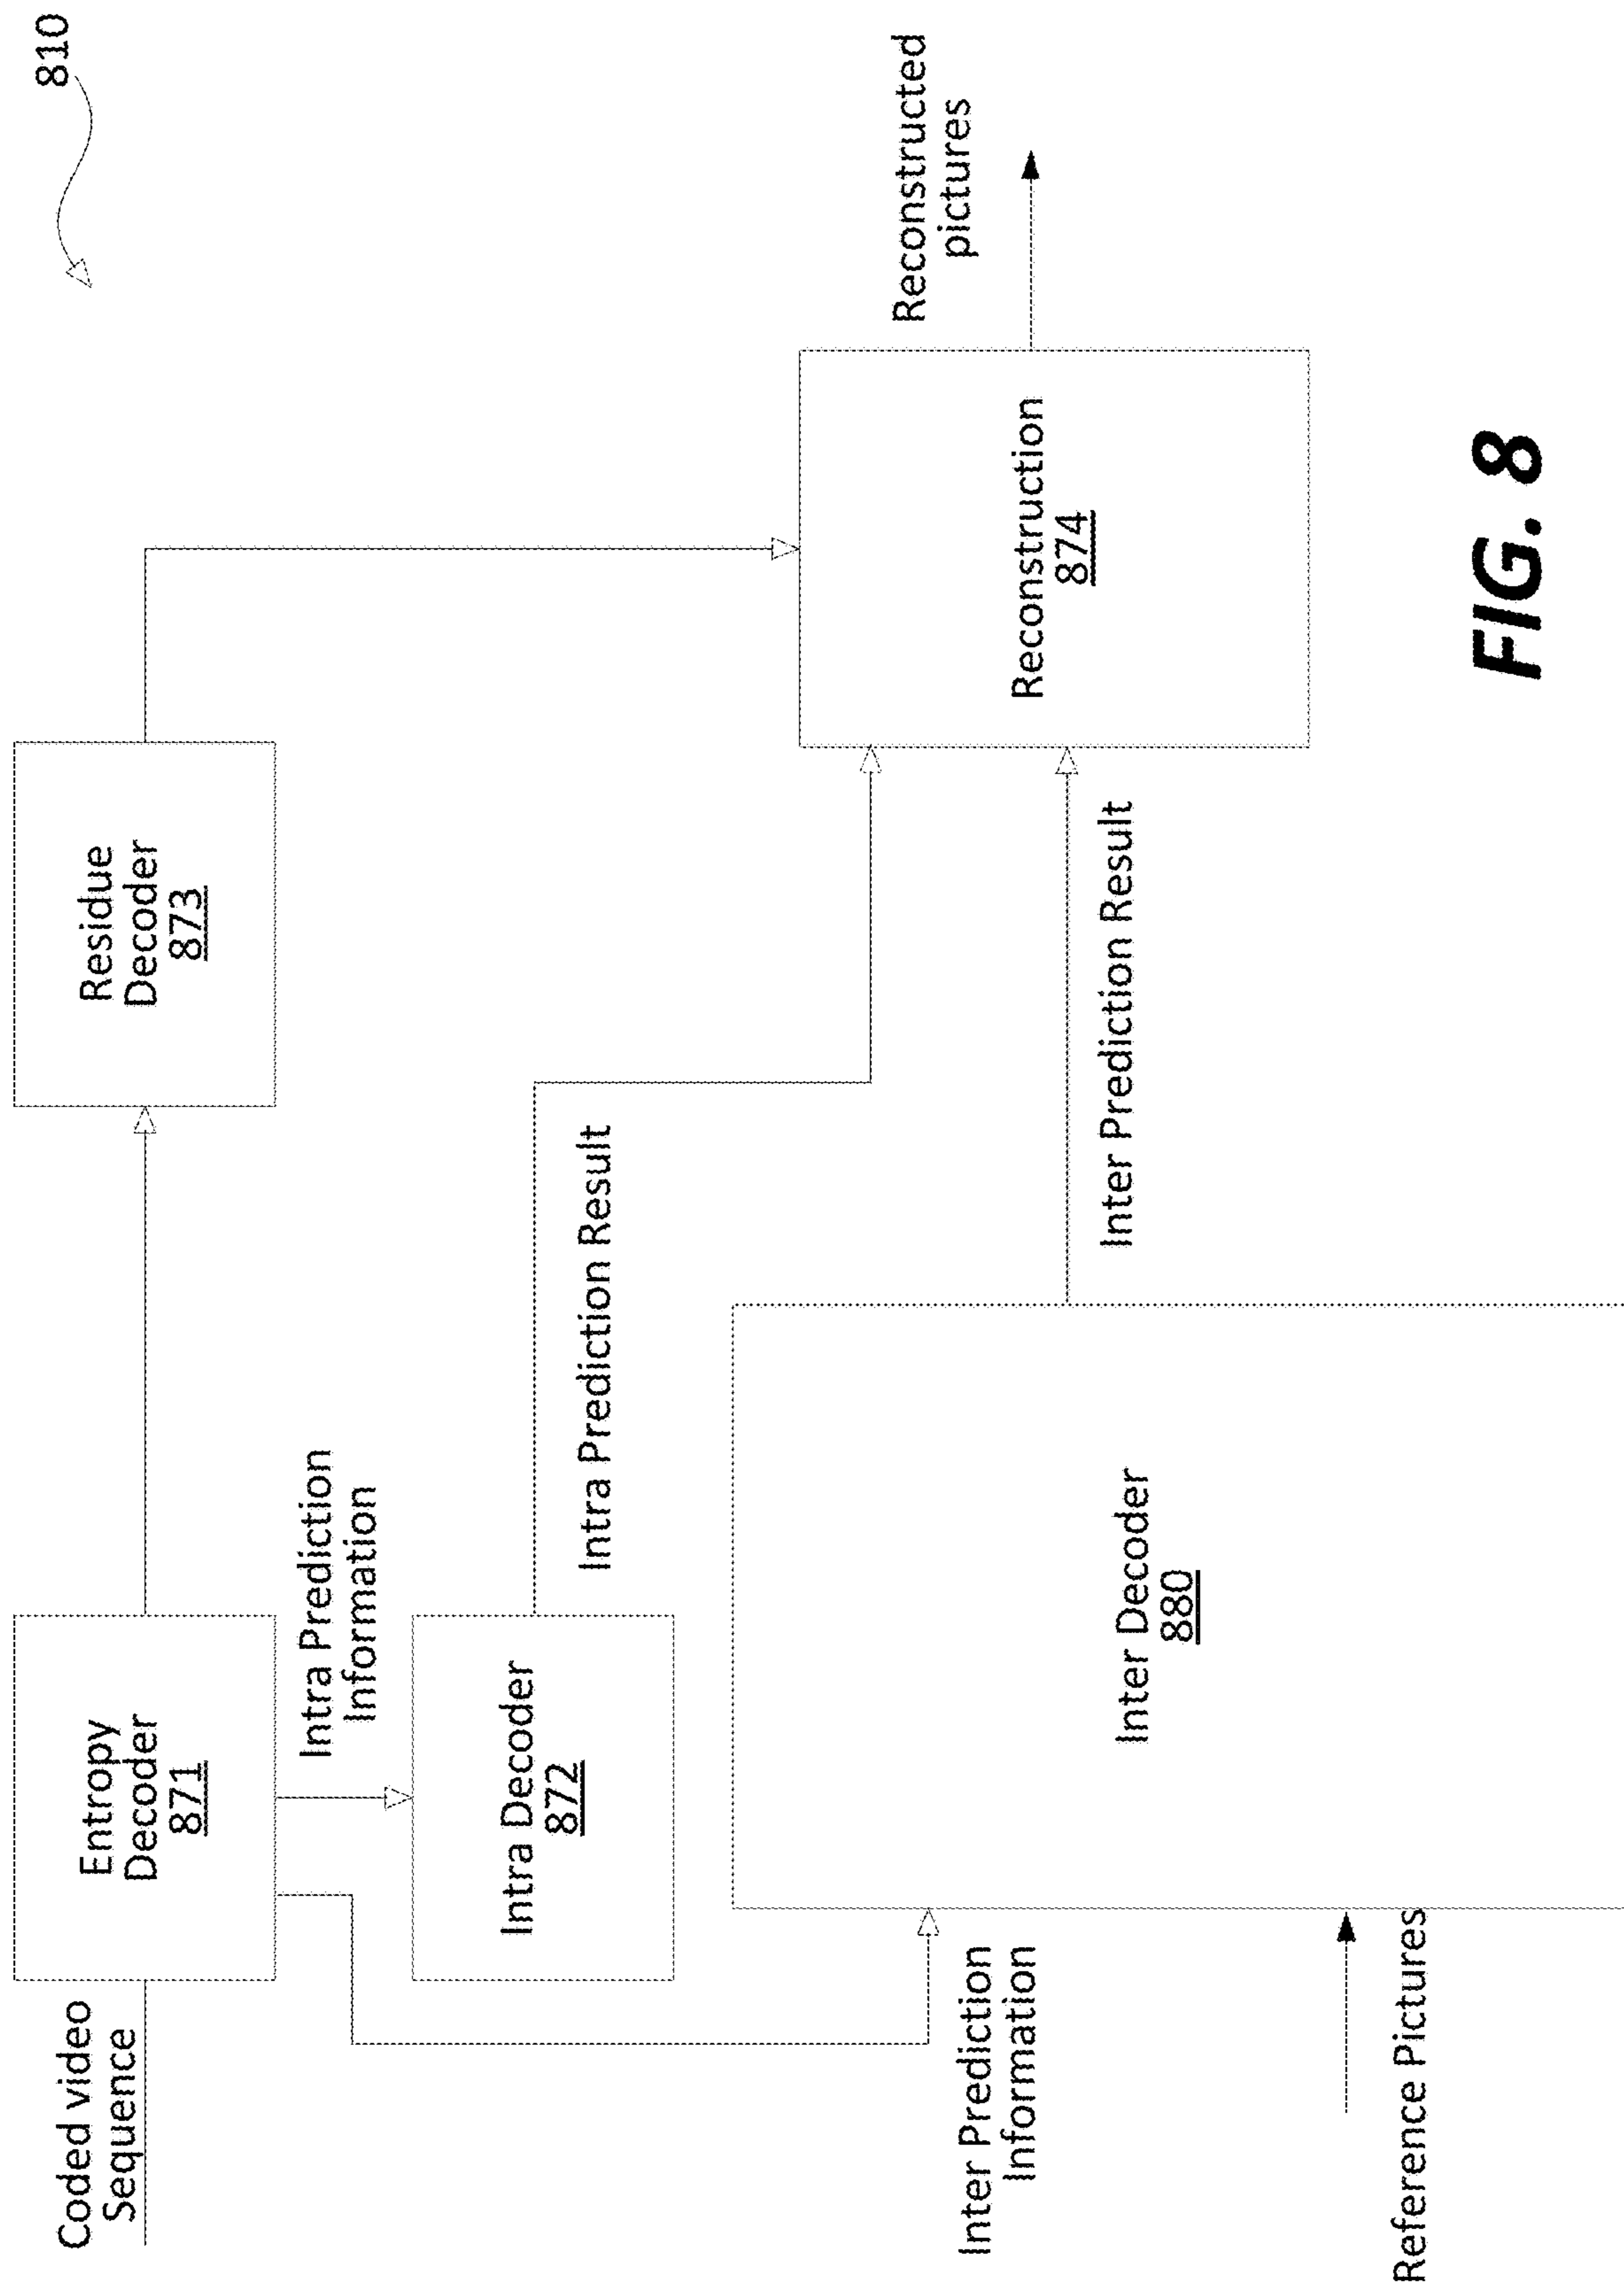 810
Coded video
Sequence
Entropy
Decoder
871
Residue
Decoder
873
Intra Prediction
Information
Intra Decoder
872
Intra Prediction Result
Reconstructed
pictures
Inter Prediction
Information
Inter Decoder
880
Inter Prediction Result
Reconstruction
874
Reference Pictures
FIG. 8